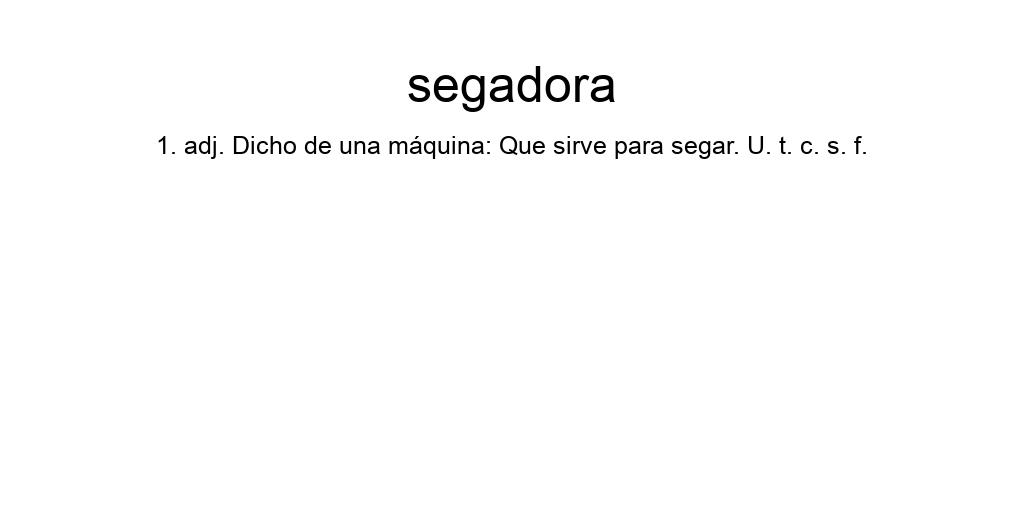 segadora
1. adj. Dicho de una máquina: Que sirve para segar. U. t. c. s. f.